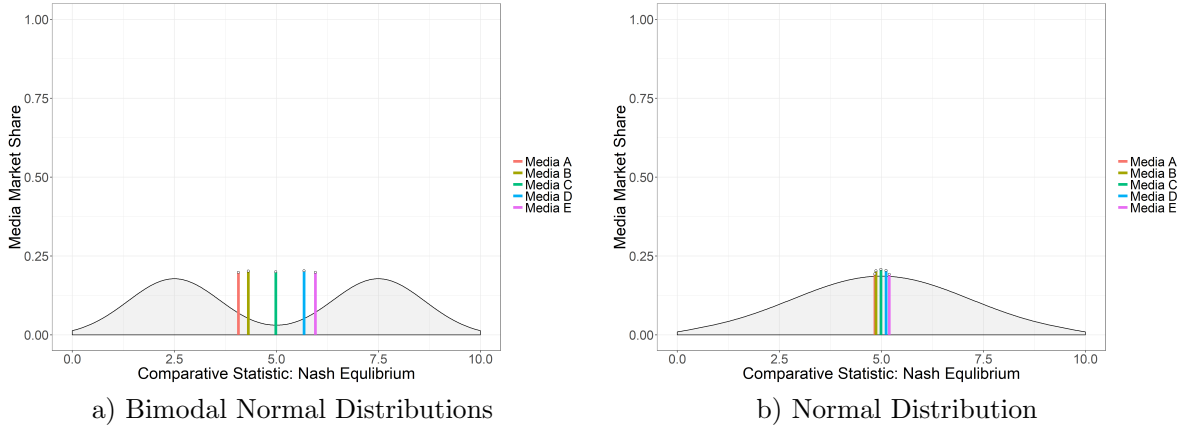 1.00
0.75
0.50
0.25
0.00
Media Market Share
0.0
2.5
5.0
7.5
10.0
Comparative Statistic: Nash Equlibrium
Media A
Media B
Media C
Media D
Media E
a) Bimodal Normal Distributions
1.00
0.75
0.50
0.25
0.00
Media Market Share
0.0
2.5
5.0
7.5
10.0
Comparative Statistic: Nash Equlibrium
Media A
Media B
Media C
Media D
Media E
b) Normal Distribution